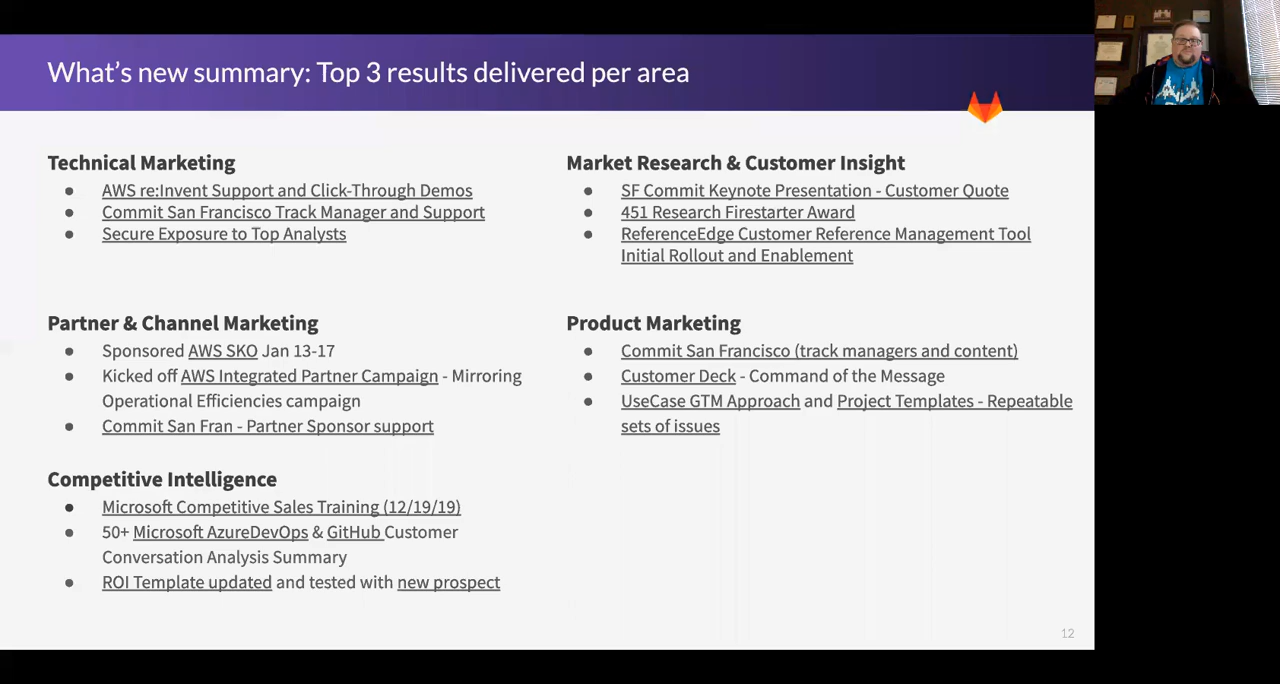 What's new summary: Top 3 results delivered per area
Technical Marketing
● AWS re:Invent Support and Click-Through Demos
● Commit San Francisco Track Manager and Support
● Secure Exposure to Top Analysts
Market Research & Customer Insight
● SF Commit Keynote Presentation - Customer Quote
● 451 Research Firestarter Award
● ReferenceEdge Customer Reference Management Tool
Initial Rollout and Enablement
Partner & Channel Marketing
● Sponsored AWS SKO Jan 13-17
● Kicked off AWS Integrated Partner Campaign - Mirroring
Operational Efficiencies campaign
● Commit San Fran - Partner Sponsor support
Product Marketing
● Commit San Francisco (track managers and content)
● Customer Deck - Command of the Message
● UseCase GTM Approach and Project Templates - Repeatable
sets of issues
Competitive Intelligence
● Microsoft Competitive Sales Training (12/19/19)
● 50+ Microsoft AzureDevOps & GitHub Customer
Conversation Analysis Summary
● ROI Template updated and tested with new prospect
12